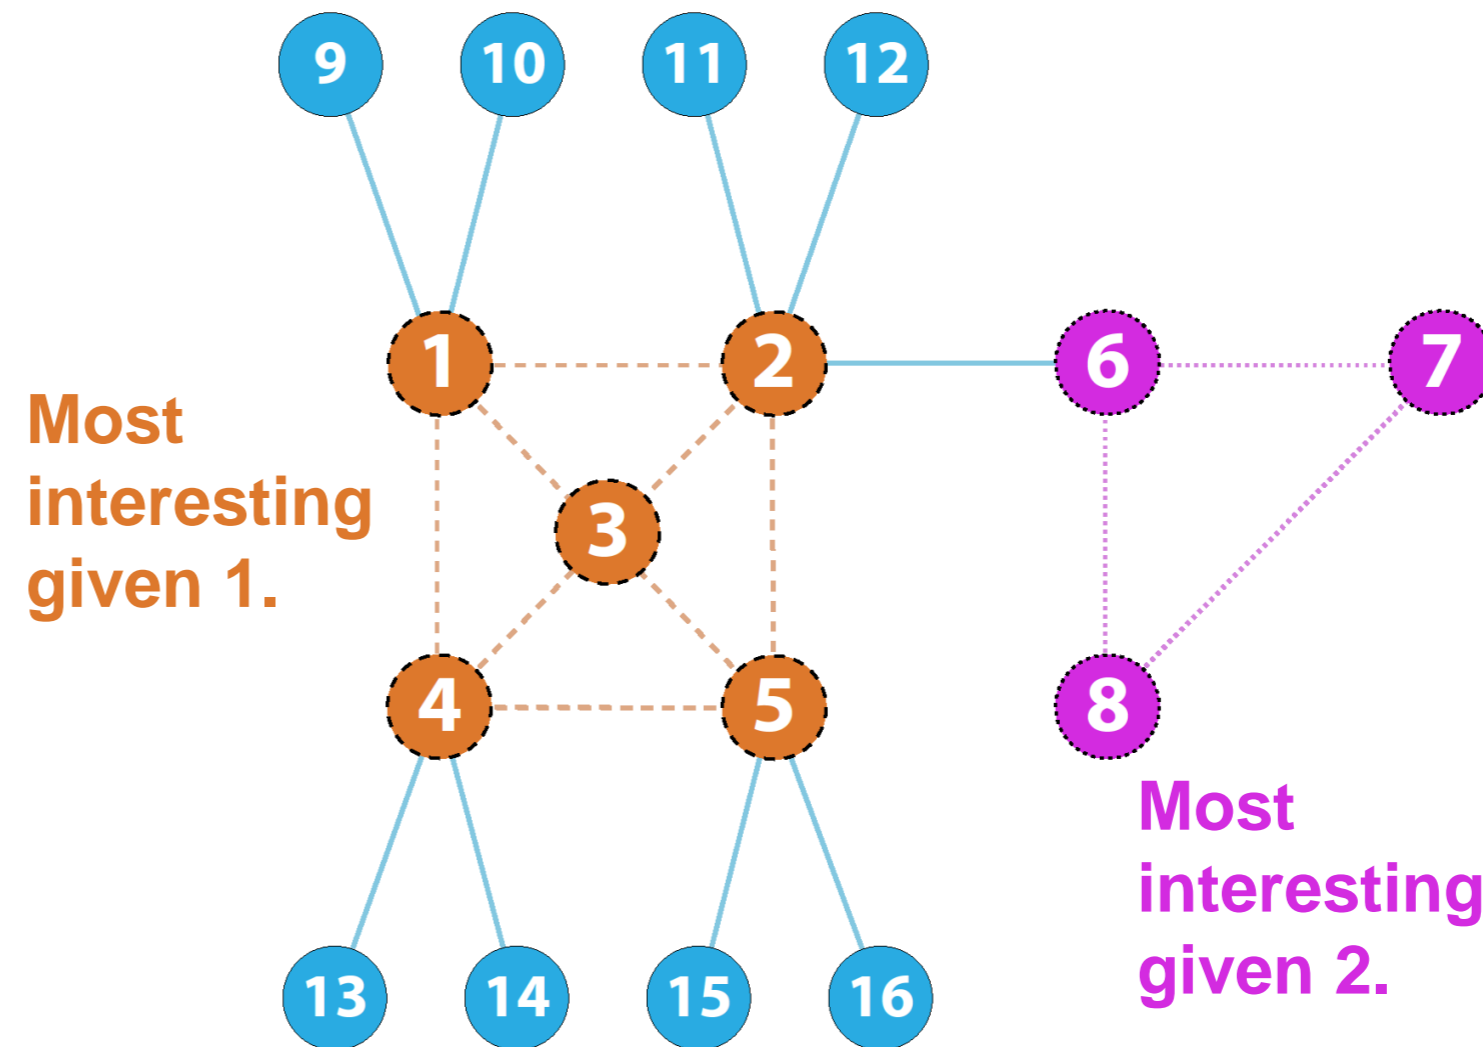 9 10 11 12
1 2 6 7
Most
interesting
given 1.
3
4 5 8
Most
interesting
given 2.
13 14 15 16